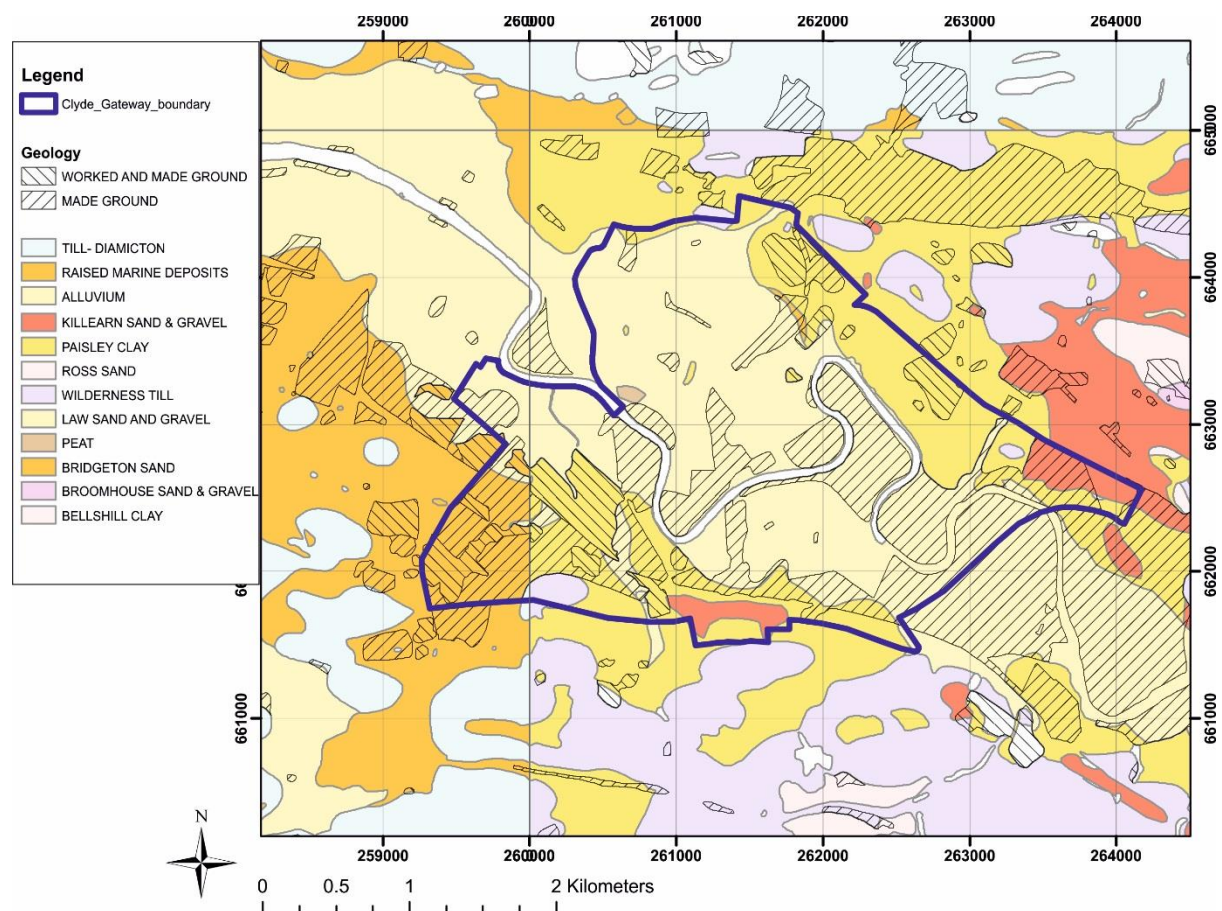 259000 260000 261000 262000 263000 264000
Legend
Clyde_Gateway_boundary
Geology
WORKED AND MADE GROUND
MADE GROUND
TILL- DIAMICTON
RAISED MARINE DEPOSITS
ALLUVIUM
KILLEARN SAND & GRAVEL
PAISLEY CLAY
ROSS SAND
WILDERNESS TILL
LAW SAND AND GRAVEL
PEAT
BRIDGETON SAND
BROOMHOUSE SAND & GRAVEL
BELLSHILL CLAY
665000
664000
663000
662000
661000
66
661000
259000 260000 261000 262000 263000 264000
N
0 0.5 1 2 Kilometers